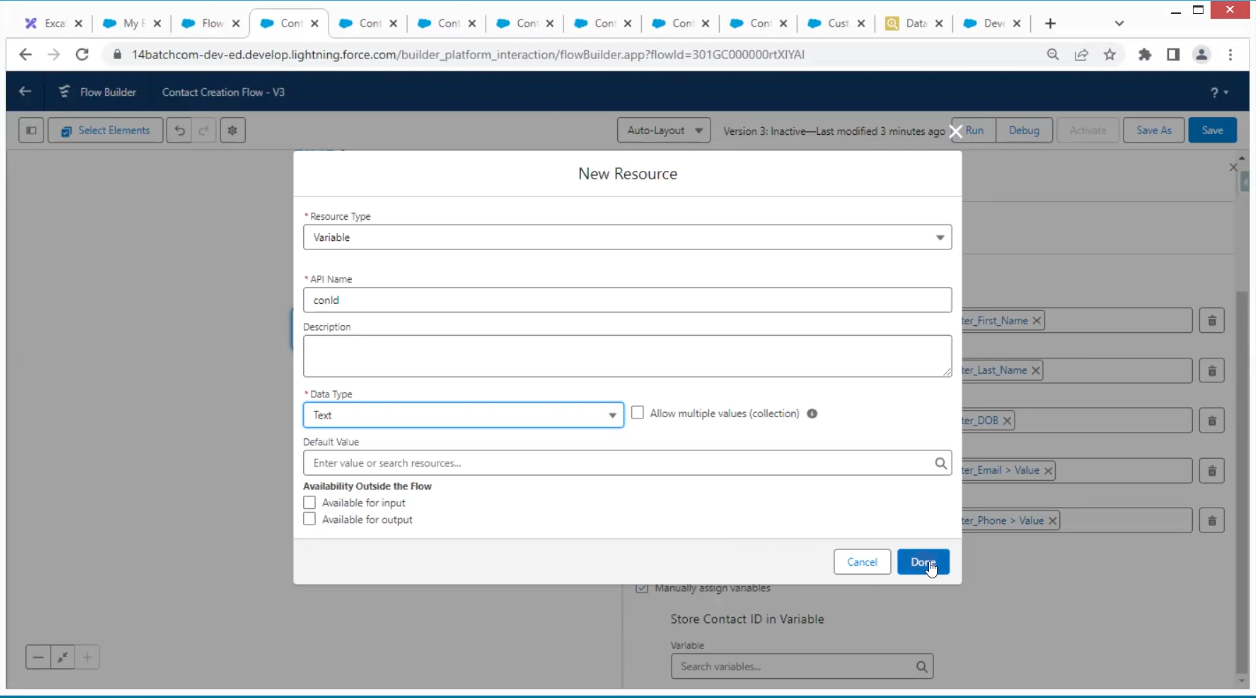 Exca
My F
Flow
Cont
Cont
Cont
Cont
Cont
Cont
Cont
Cust
Data
Deve
14batchcom-dev-ed.develop.lightning.force.com/builder_platform_interaction/flowBuilder.app?flowId=301GC000000rtXIYAI
Flow Builder
Contact Creation Flow - V3
?
Select Elements
Auto-Layout
Version 3: Inactive—Last modified 3 minutes ago
Run
Debug
Activate
Save As
Save
New Resource
* Resource Type
Variable
* API Name
conId
Description
* Data Type
Text
Allow multiple values (collection)
Default Value
Enter value or search resources...
Availability Outside the Flow
Available for input
Available for output
Cancel
Done
ter_First_Name
ter_Last_Name
ter_DOB
ter_Email > Value
ter_Phone > Value
Manually assign variables
Store Contact ID in Variable
Variable
Search variables...